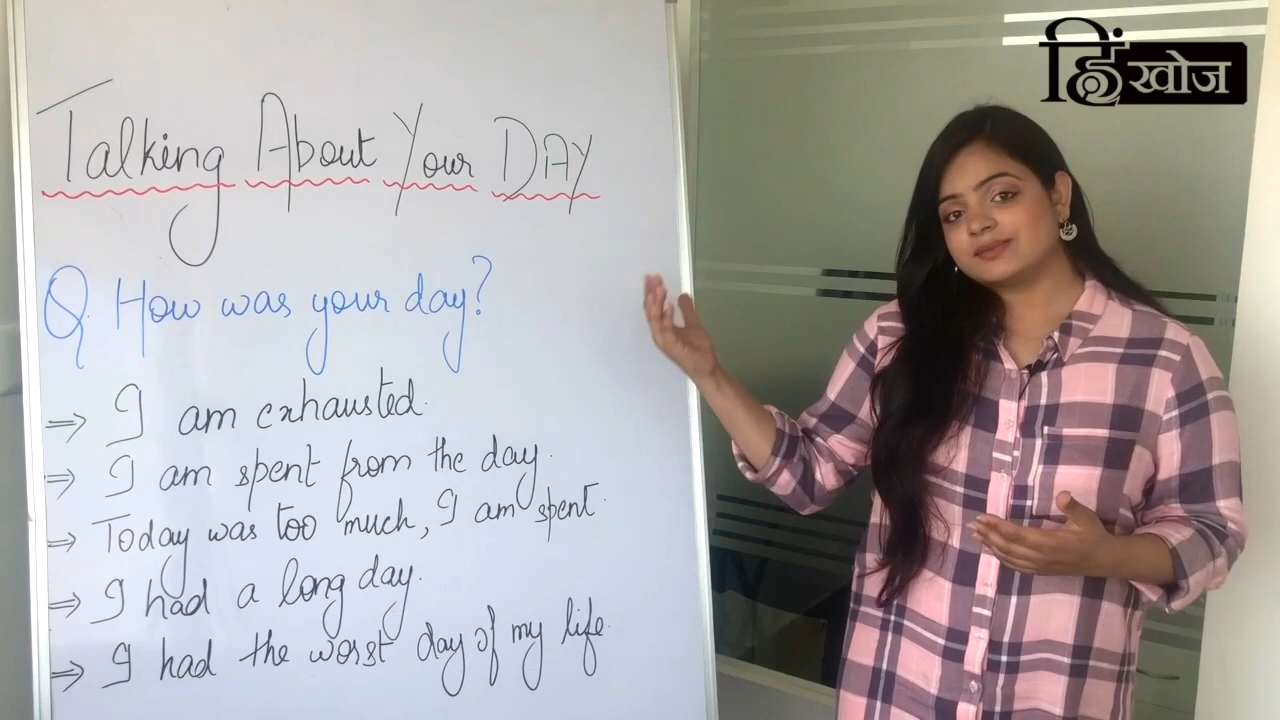 हिंखोज
Talking About Your DAY
Q. How was your day?
⇒ I am exhausted.
⇒ I am spent from the day.
⇒ Today was too much, I am spent.
⇒ I had a long day.
⇒ I had the worst day of my life.